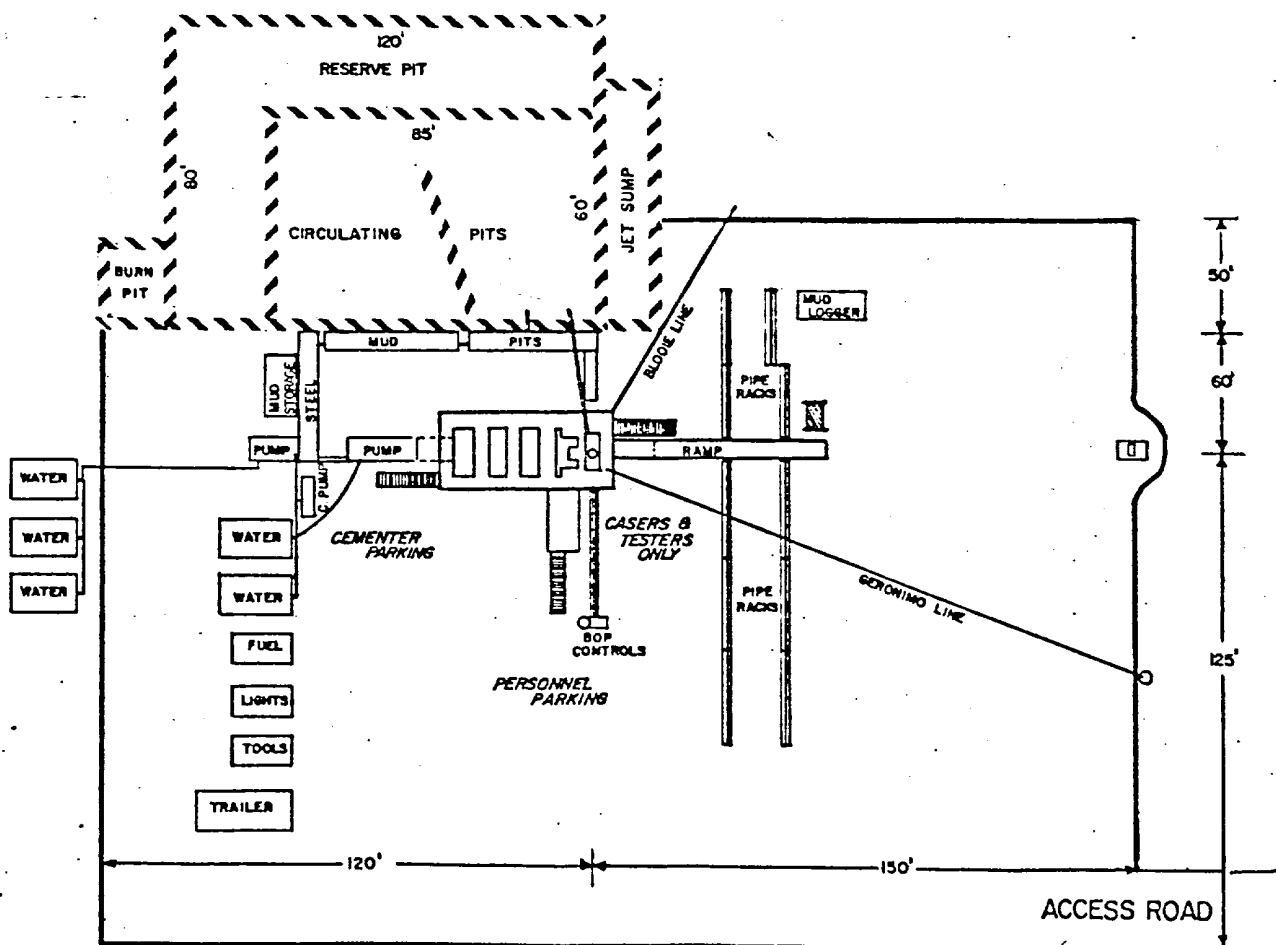 120'
RESERVE PIT
85'
80'
60'
JET SUMP
CIRCULATING PITS
BURN
PIT
50'
MUD
LOGGER
BLOOIE LINE
MUD PITS
MUD
STORAGE
STEEL
PIPE
RACKS
60'
PUMP
PUMP
RAMP
C. PUMP
WATER
WATER
WATER
WATER
WATER
CEMENTER
PARKING
CASERS &
TESTERS
ONLY
GERONIMO LINE
PIPE
RACKS
BOP
CONTROLS
FUEL
125'
PERSONNEL
PARKING
LIGHTS
TOOLS
TRAILER
120'
150'
ACCESS ROAD